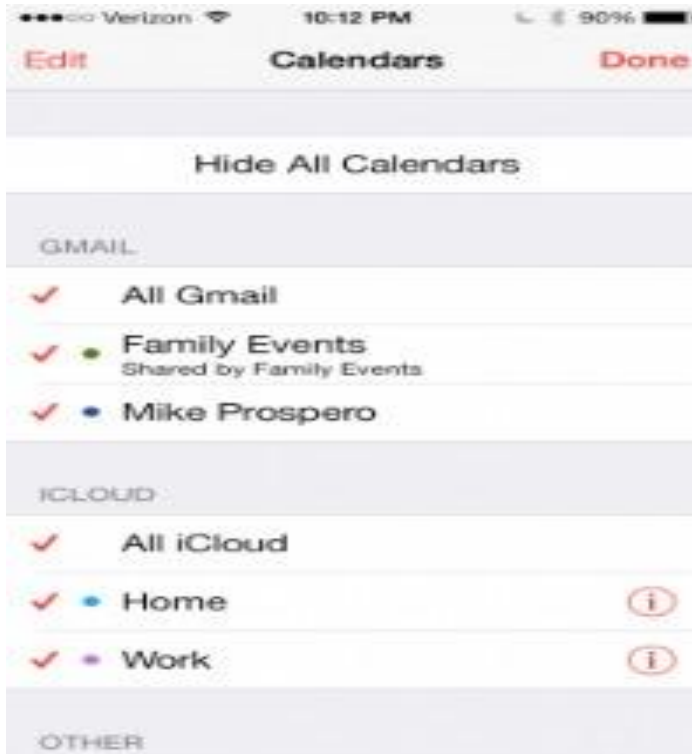 Verizon 10:12 PM 90%
Edit Calendars Done
Hide All Calendars
GMAIL
All Gmail
Family Events
Shared by Family Events
Mike Prospero
ICLOUD
All iCloud
Home
Work
OTHER